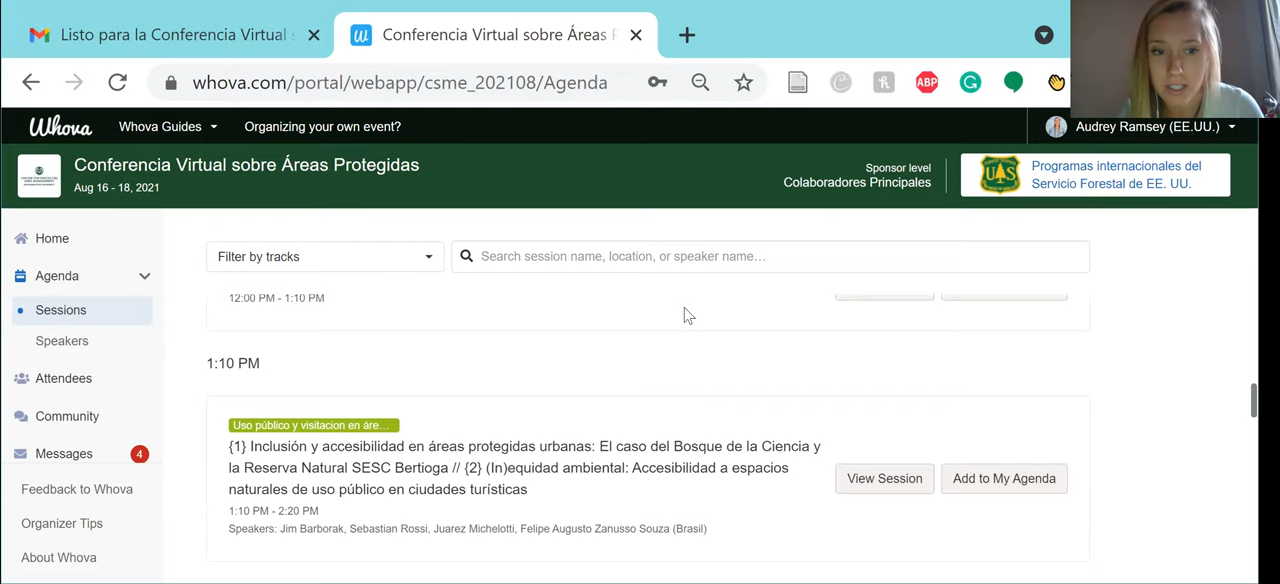 Listo para la Conferencia Virtual s
Conferencia Virtual sobre Áreas P
whova.com/portal/webapp/csme_202108/Agenda
ABP
Whova
Whova Guides
Organizing your own event?
Audrey Ramsey (EE.UU.)
Conferencia Virtual sobre Áreas Protegidas
Aug 16 - 18, 2021
Sponsor level
Colaboradores Principales
U S
Programas internacionales del
Servicio Forestal de EE. UU.
Home
Agenda
Sessions
Speakers
Attendees
Community
Messages
4
Feedback to Whova
Organizer Tips
About Whova
Filter by tracks
Search session name, location, or speaker name…
12:00 PM - 1:10 PM
1:10 PM
Uso público y visitacion en áre…
{1} Inclusión y accesibilidad en áreas protegidas urbanas: El caso del Bosque de la Ciencia y
la Reserva Natural SESC Bertioga // {2} (In)equidad ambiental: Accesibilidad a espacios
naturales de uso público en ciudades turísticas
1:10 PM - 2:20 PM
Speakers: Jim Barborak, Sebastian Rossi, Juarez Michelotti, Felipe Augusto Zanusso Souza (Brasil)
View Session
Add to My Agenda